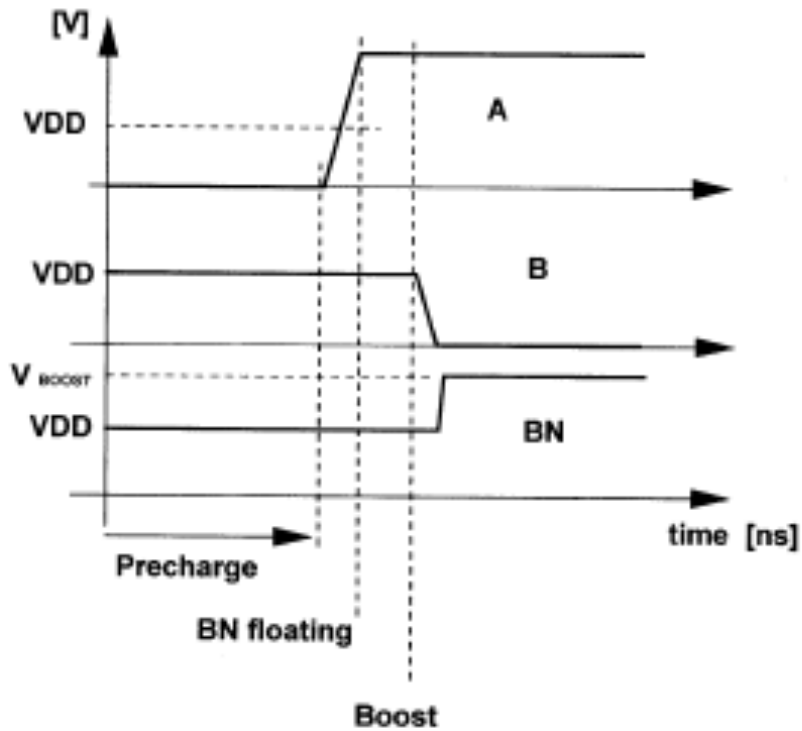 [V]
VDD
A
VDD
B
V BOOST
VDD
BN
time [ns]
Precharge
BN floating
Boost